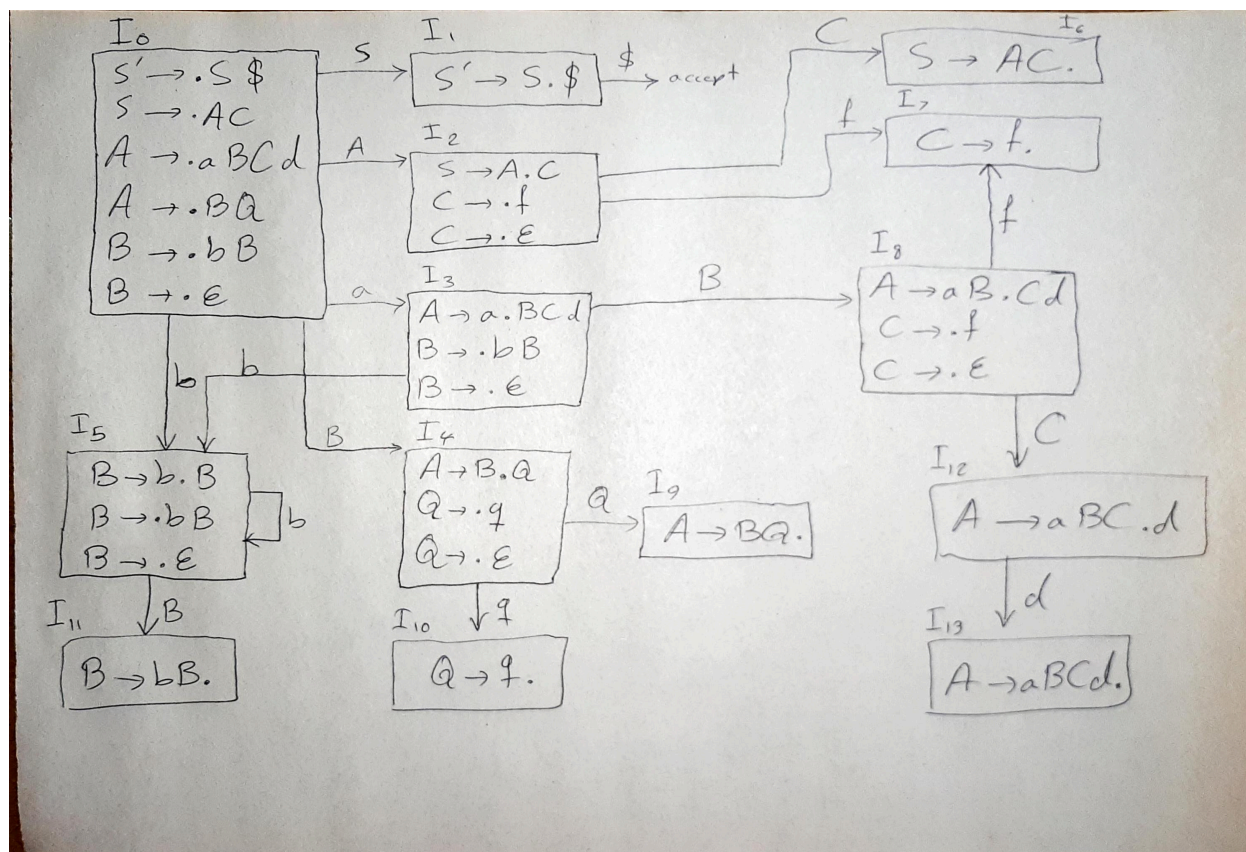 I₀
S' → .S $
S → .AC
A → .aBCd
A → .BQ
B → .bB
B → .ε
S
I₁
S' → S.$
$
accept
A
I₂
S → A.C
C → .f
C → .ε
C
I₆
S → AC.
f
I₇
C → f.
a
I₃
A → a.BCd
B → .bB
B → .ε
B
I₈
A → aB.Cd
C → .f
C → .ε
f
b
b
B
I₅
B → b.B
B → .bB
B → .ε
b
I₄
A → B.Q
Q → .q
Q → .ε
Q
I₉
A → BQ.
C
I₁₂
A → aBC.d
B
I₁₁
B → bB.
q
I₁₀
Q → q.
d
I₁₃
A → aBCd.